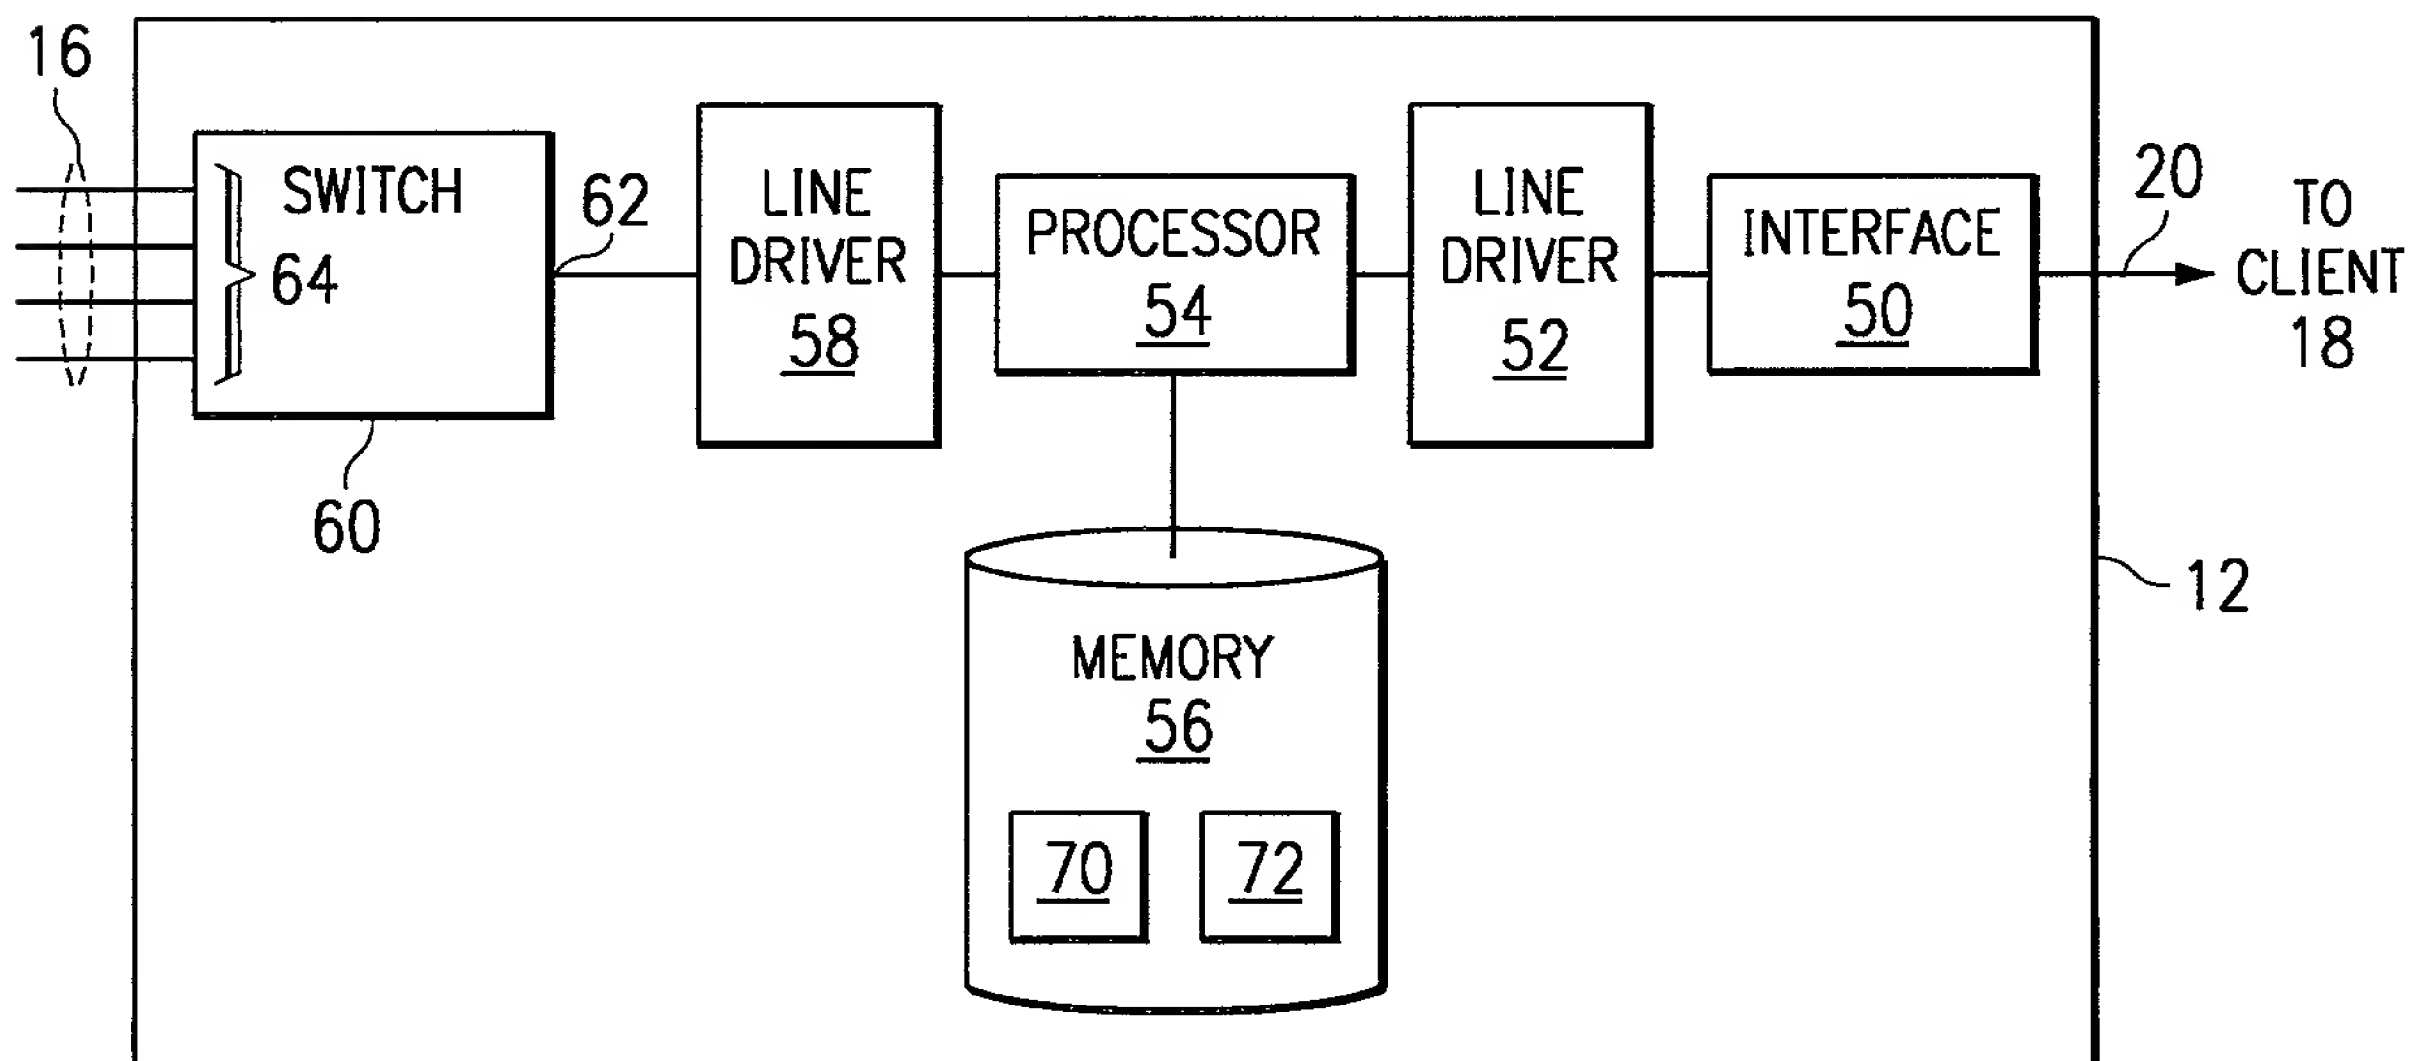 16
SWITCH
64
60
62
LINE
DRIVER
58
PROCESSOR
54
LINE
DRIVER
52
INTERFACE
50
20
TO
CLIENT
18
12
MEMORY
56
70
72